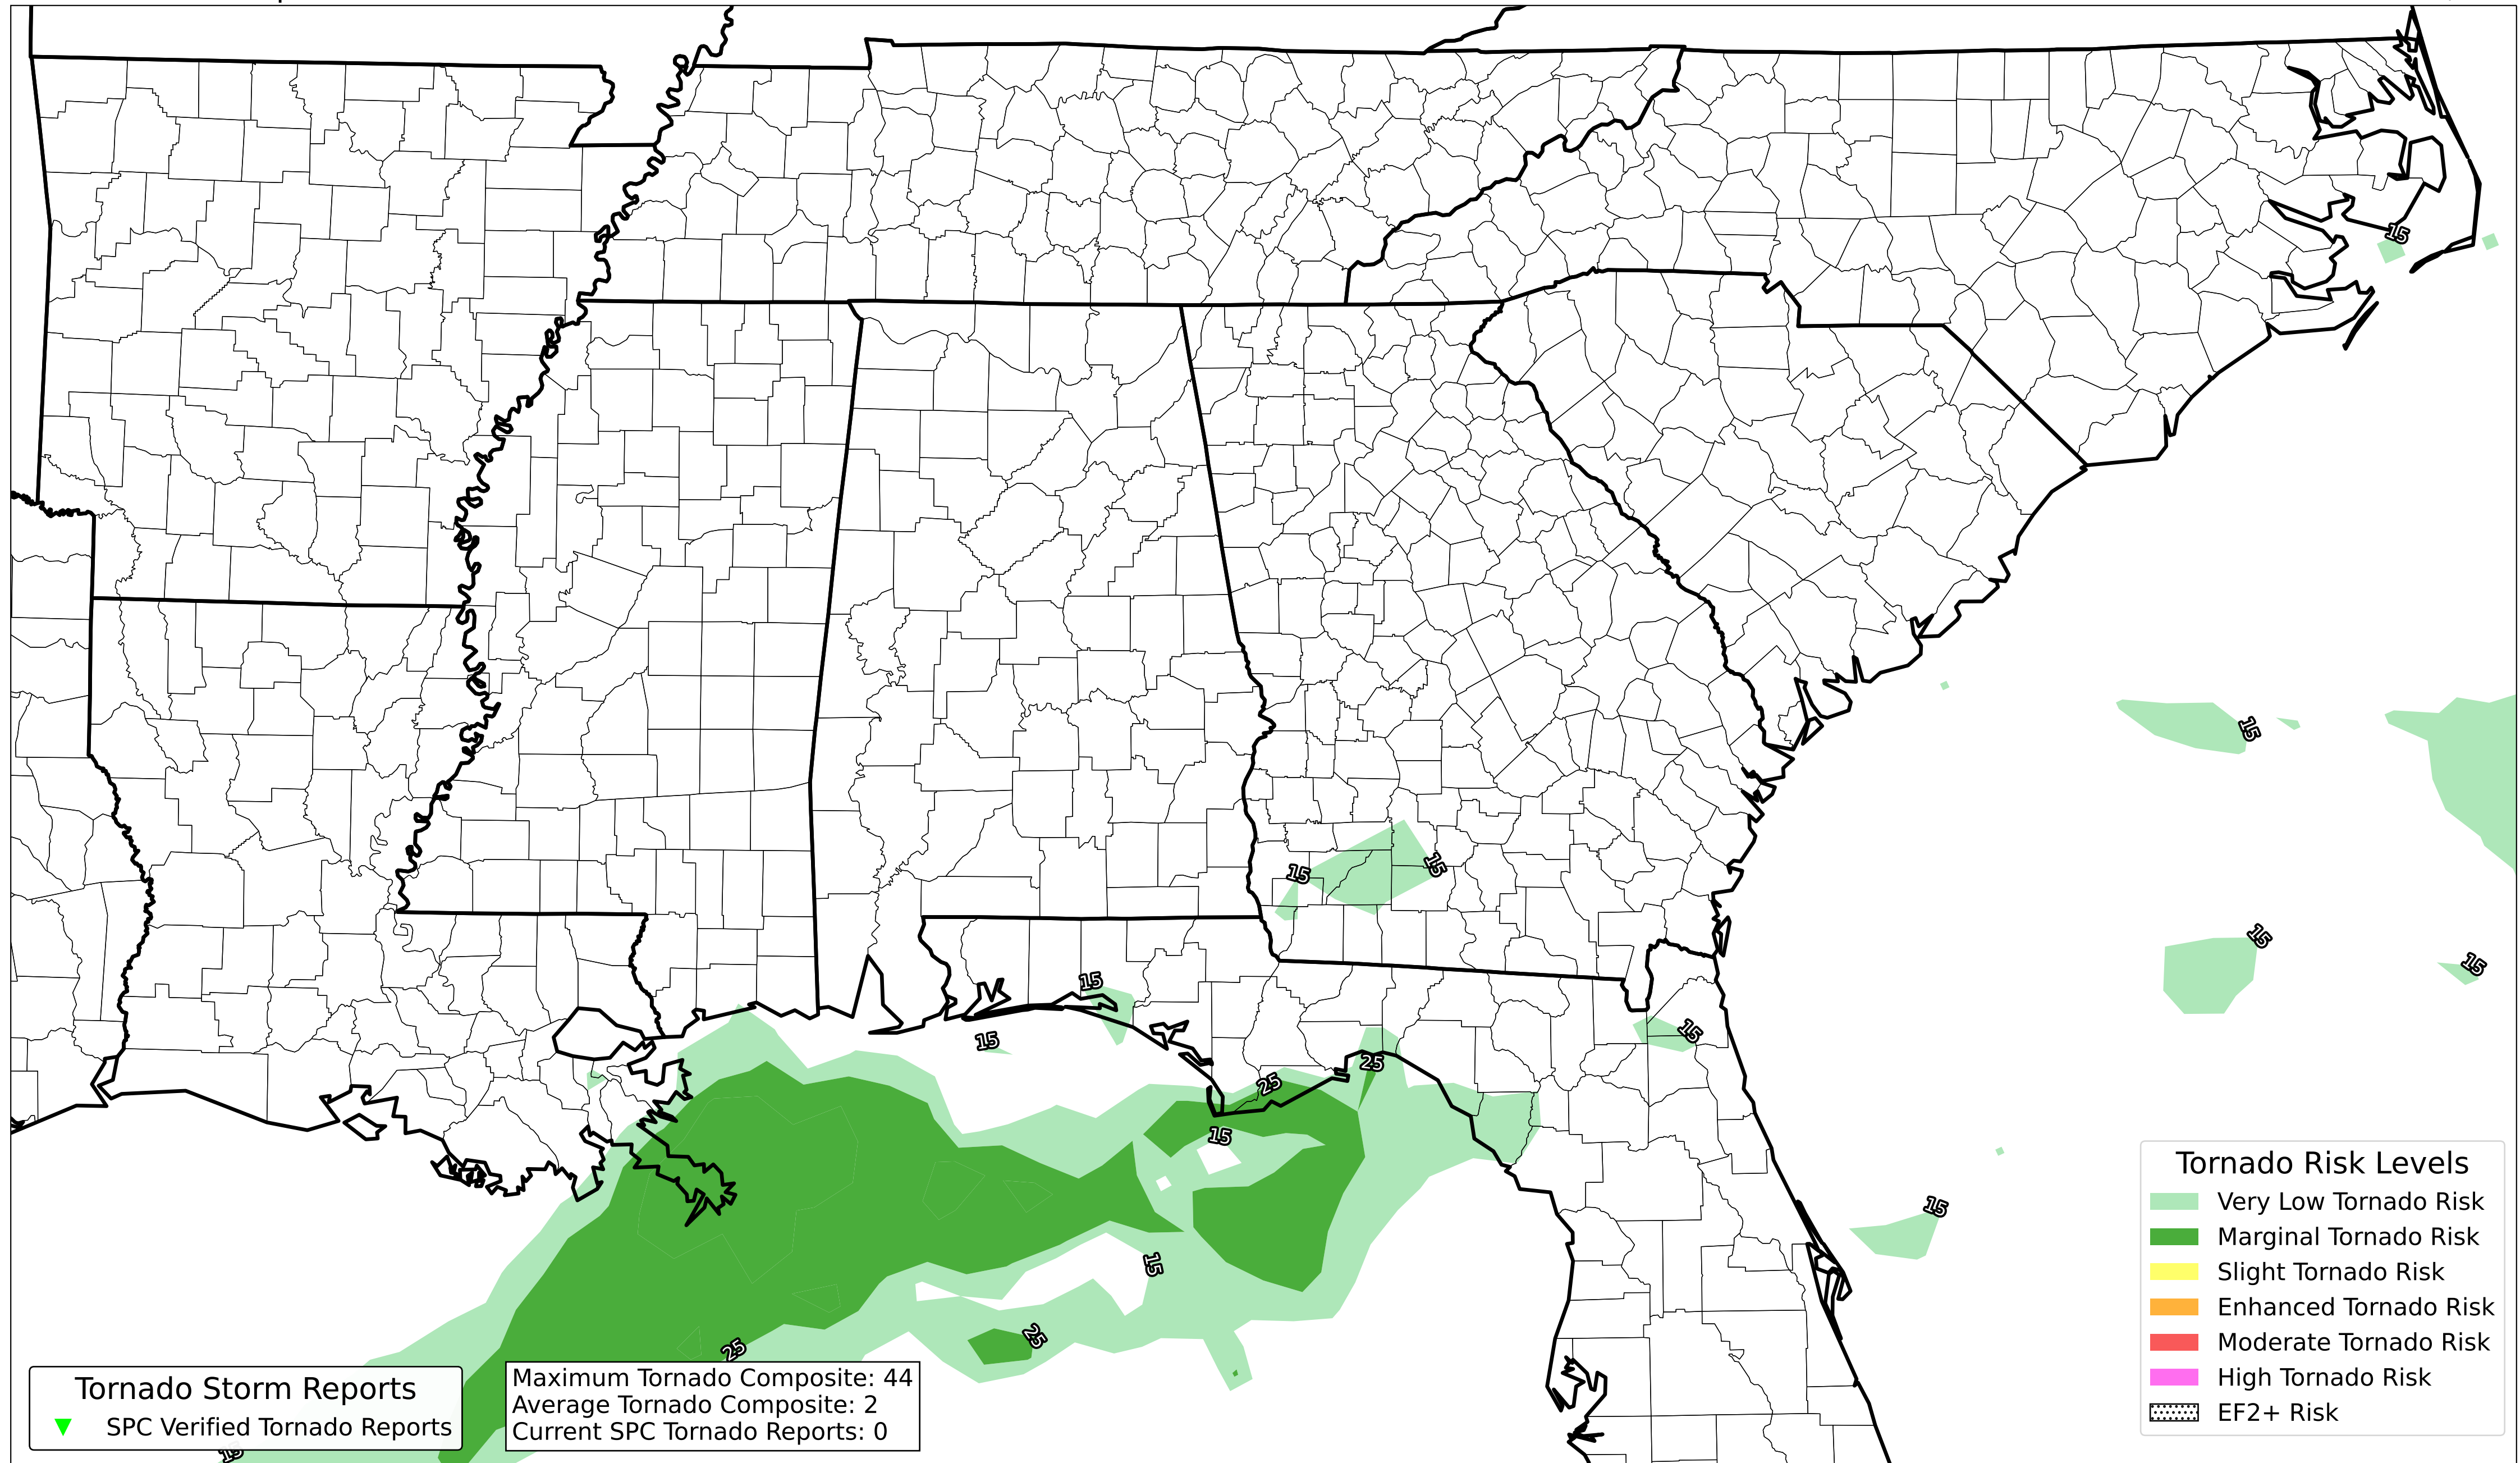 15
15
15
15
15
15
15
15
15
15
25
25
15
15
15
25
25
15
Tornado Storm Reports
SPC Verified Tornado Reports
Maximum Tornado Composite: 44
Average Tornado Composite: 2
Current SPC Tornado Reports: 0
Tornado Risk Levels
Very Low Tornado Risk
Marginal Tornado Risk
Slight Tornado Risk
Enhanced Tornado Risk
Moderate Tornado Risk
High Tornado Risk
EF2+ Risk